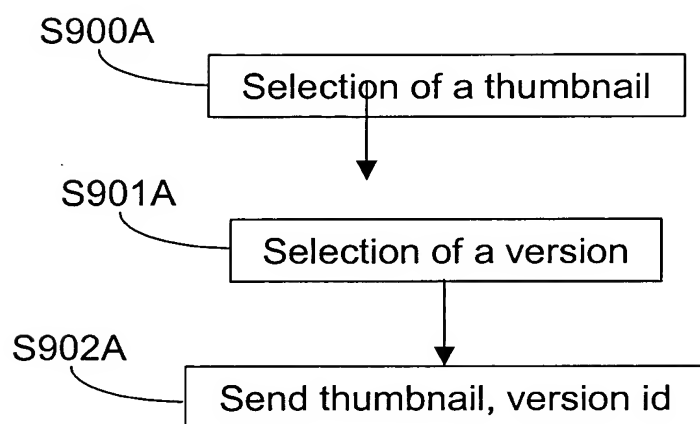 S900A
Selection of a thumbnail
S901A
Selection of a version
S902A
Send thumbnail, version id